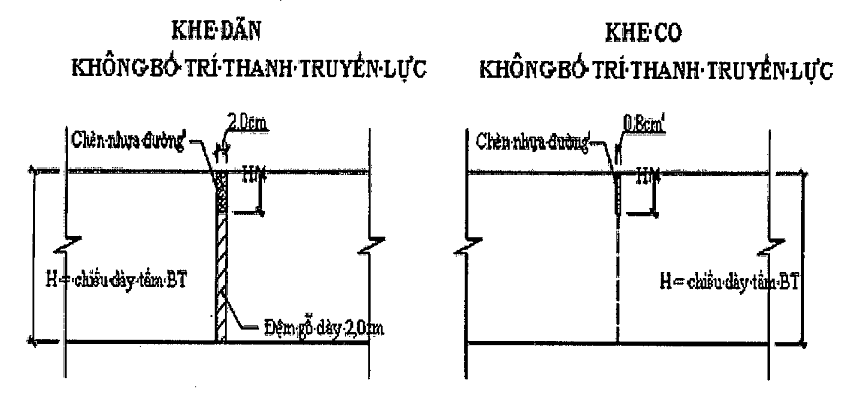 KHE DÃN
KHÔNG BỐ TRÍ THANH TRUYỀN LỰC
2.0cm
Chèn nhựa đường
H = chiều dày tấm BT
Đệm gỗ dày 2,0cm
KHE CO
KHÔNG BỐ TRÍ THANH TRUYỀN LỰC
0.8cm
Chèn nhựa đường
H = chiều dày tấm BT